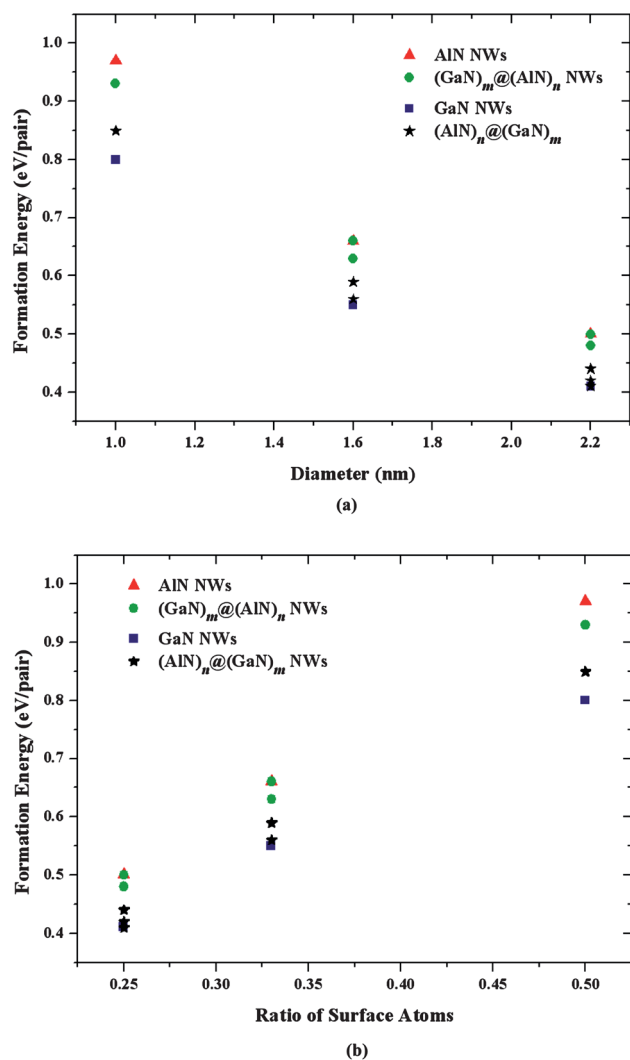 1.0
0.9
0.8
0.7
0.6
0.5
0.4
Formation Energy (eV/pair)
AlN NWs
(GaN)m@(AlN)n NWs
GaN NWs
(AlN)n@(GaN)m
1.0 1.2 1.4 1.6 1.8 2.0 2.2
Diameter (nm)
(a)
1.0
0.9
0.8
0.7
0.6
0.5
0.4
Formation Energy (eV/pair)
AlN NWs
(GaN)m@(AlN)n NWs
GaN NWs
(AlN)n@(GaN)m NWs
0.25 0.30 0.35 0.40 0.45 0.50
Ratio of Surface Atoms
(b)